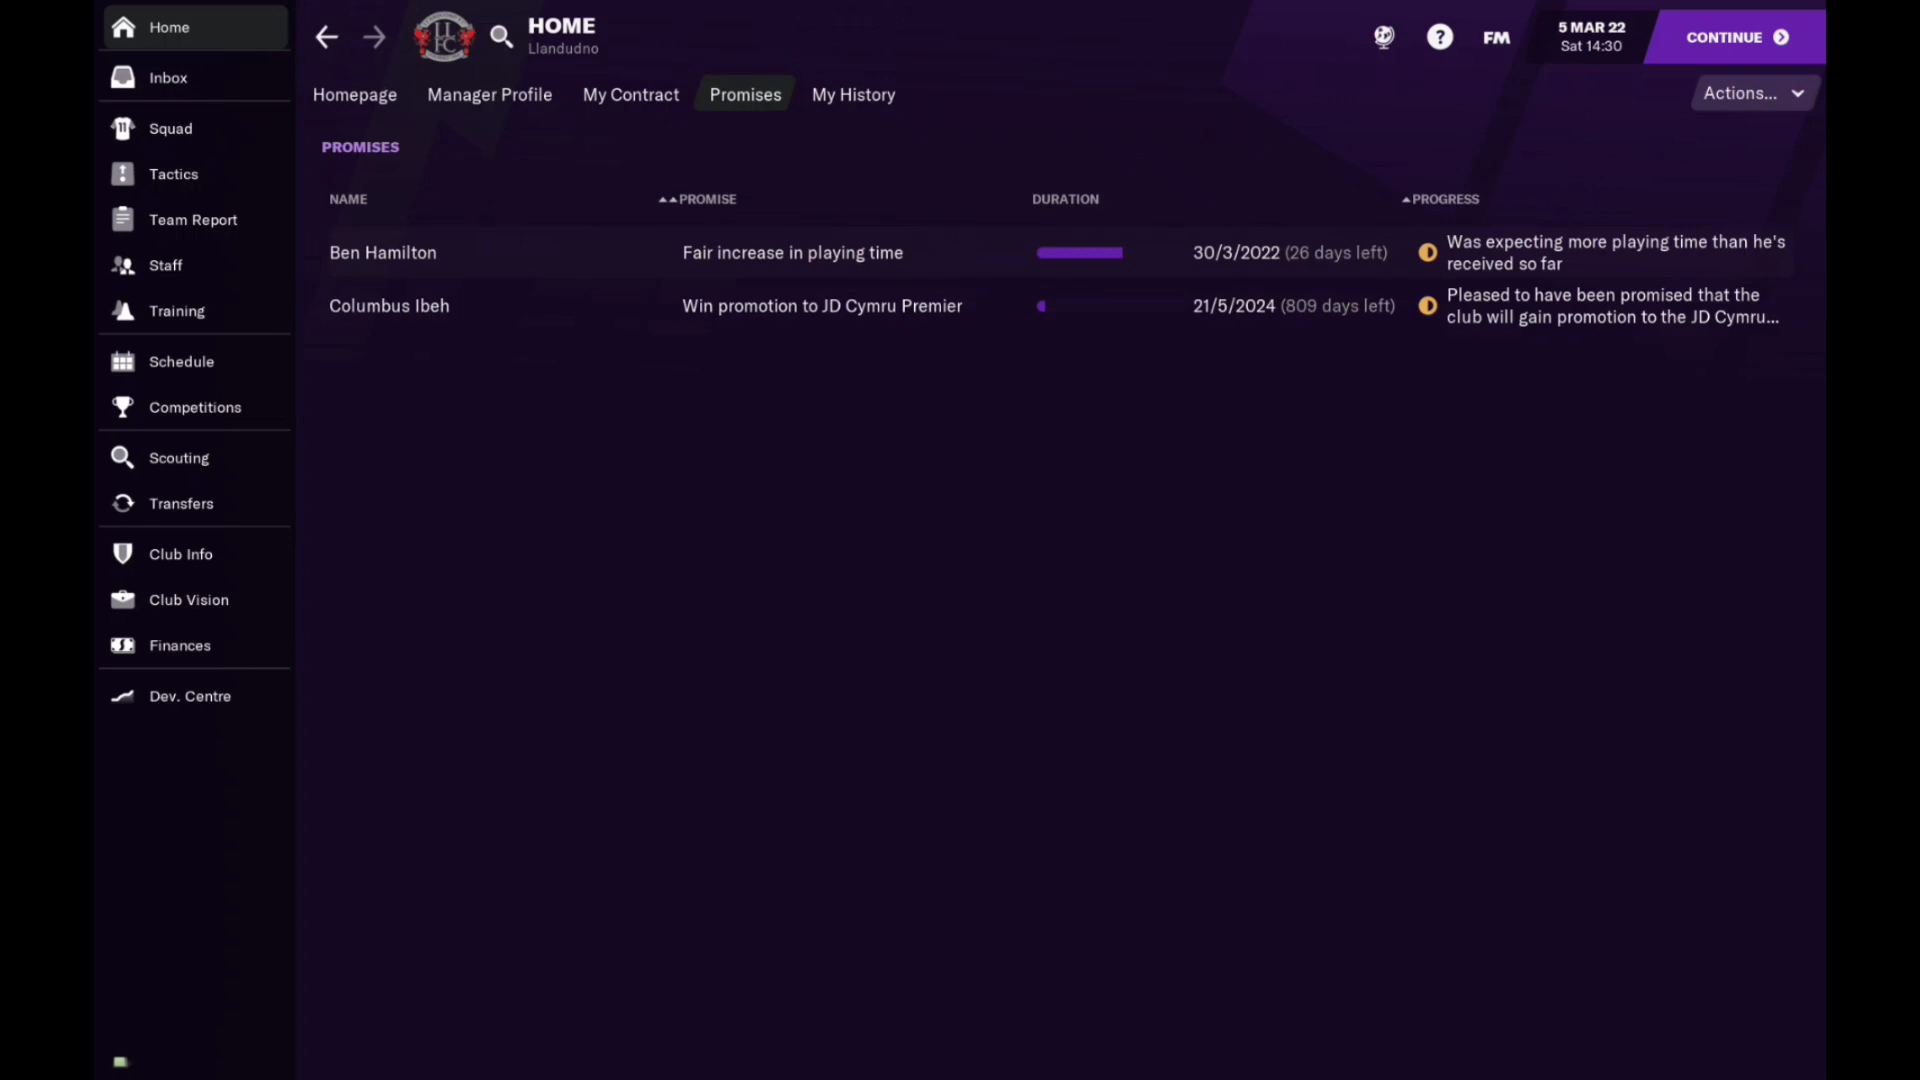 Home
Inbox
Squad
Tactics
Team Report
Staff
Training
Schedule
Competitions
Scouting
Transfers
Club Info
Club Vision
Finances
Dev. Centre
HOME
Llandudno
FM
5 MAR 22
Sat 14:30
CONTINUE
Homepage Manager Profile My Contract Promises My History
Actions...
PROMISES
NAME PROMISE DURATION PROGRESS
Ben Hamilton Fair increase in playing time 30/3/2022 (26 days left) Was expecting more playing time than he's
received so far
Columbus Ibeh Win promotion to JD Cymru Premier 21/5/2024 (809 days left) Pleased to have been promised that the
club will gain promotion to the JD Cymru...